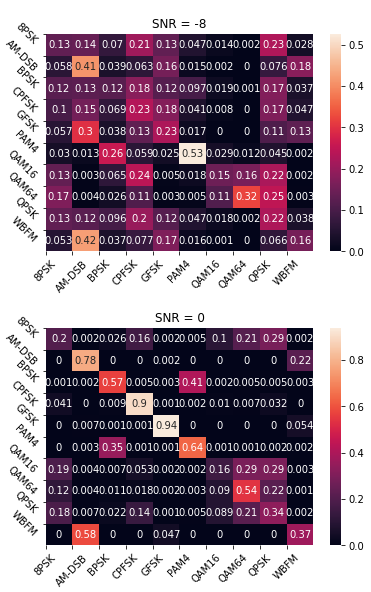 SNR = -8
8PSK 0.13 0.14 0.07 0.21 0.13 0.047 0.014 0.002 0.23 0.028
AM-DSB 0.058 0.41 0.039 0.063 0.16 0.015 0.002 0 0.076 0.18
BPSK 0.12 0.13 0.12 0.18 0.12 0.097 0.019 0.001 0.17 0.037
CPFSK 0.1 0.15 0.069 0.23 0.18 0.041 0.008 0 0.17 0.047
GFSK 0.057 0.3 0.038 0.13 0.23 0.017 0 0 0.11 0.13
PAM4 0.03 0.013 0.26 0.059 0.025 0.53 0.029 0.012 0.045 0.002
QAM16 0.13 0.003 0.065 0.24 0.005 0.018 0.15 0.16 0.22 0.002
QAM64 0.17 0.004 0.026 0.11 0.003 0.005 0.11 0.32 0.25 0.003
QPSK 0.13 0.12 0.096 0.2 0.12 0.047 0.018 0.002 0.22 0.038
WBFM 0.053 0.42 0.037 0.077 0.17 0.016 0.001 0 0.066 0.16
8PSK AM-DSB BPSK CPFSK GFSK PAM4 QAM16 QAM64 QPSK WBFM
0.5
0.4
0.3
0.2
0.1
0.0
SNR = 0
8PSK 0.2 0.002 0.026 0.16 0.002 0.005 0.1 0.21 0.29 0.002
AM-DSB 0 0.78 0 0 0.002 0 0 0 0 0.22
BPSK 0.001 0.002 0.57 0.005 0.003 0.41 0.002 0.005 0.005 0.003
CPFSK 0.041 0 0.009 0.9 0.001 0.002 0.01 0.007 0.032 0
GFSK 0 0.007 0.001 0.001 0.94 0 0 0 0 0.054
PAM4 0 0.003 0.35 0.001 0.001 0.64 0.001 0.001 0.002 0.002
QAM16 0.19 0.004 0.007 0.053 0.002 0.002 0.16 0.29 0.29 0.003
QAM64 0.12 0.004 0.011 0.018 0.002 0.003 0.09 0.54 0.22 0.001
QPSK 0.18 0.007 0.022 0.14 0.001 0.005 0.089 0.21 0.34 0.002
WBFM 0 0.58 0 0 0.047 0 0 0 0 0.37
8PSK AM-DSB BPSK CPFSK GFSK PAM4 QAM16 QAM64 QPSK WBFM
0.8
0.6
0.4
0.2
0.0